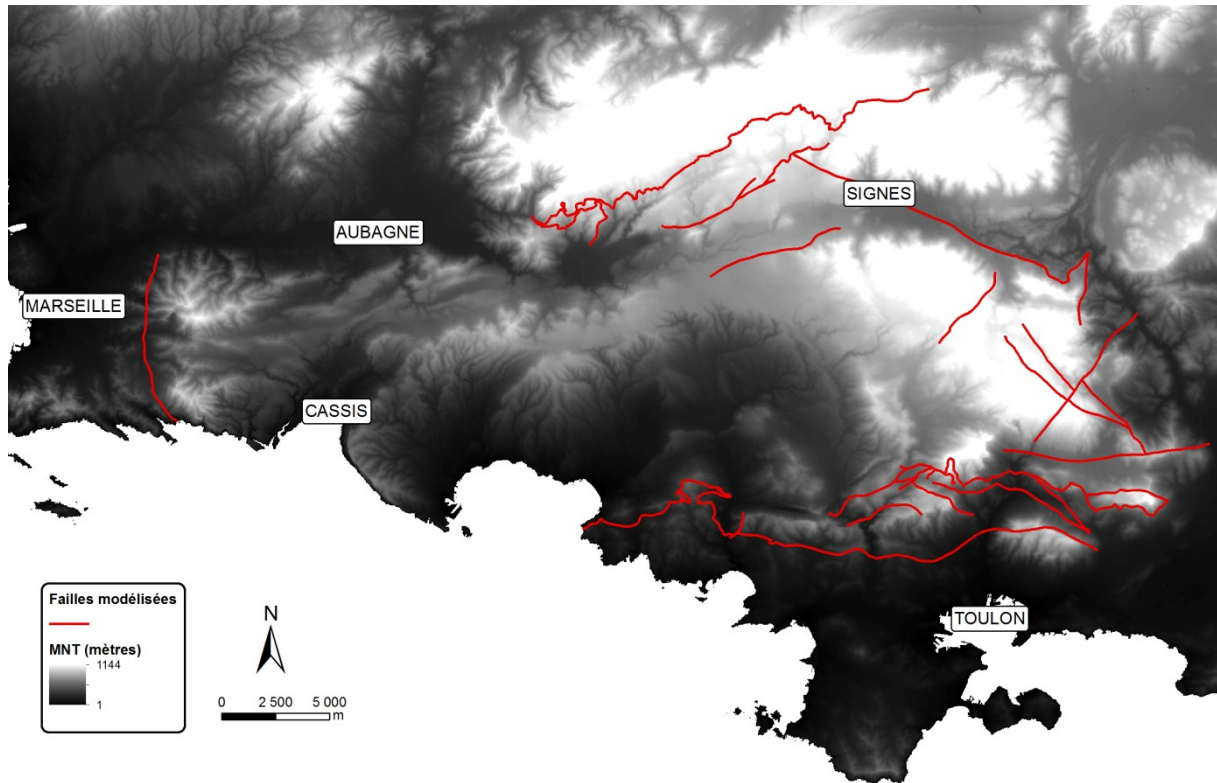 SIGNES
AUBAGNE
MARSEILLE
CASSIS
TOULON
Failles modélisées
MNT (mètres)
1144
1
N
0 2 500 5 000
m